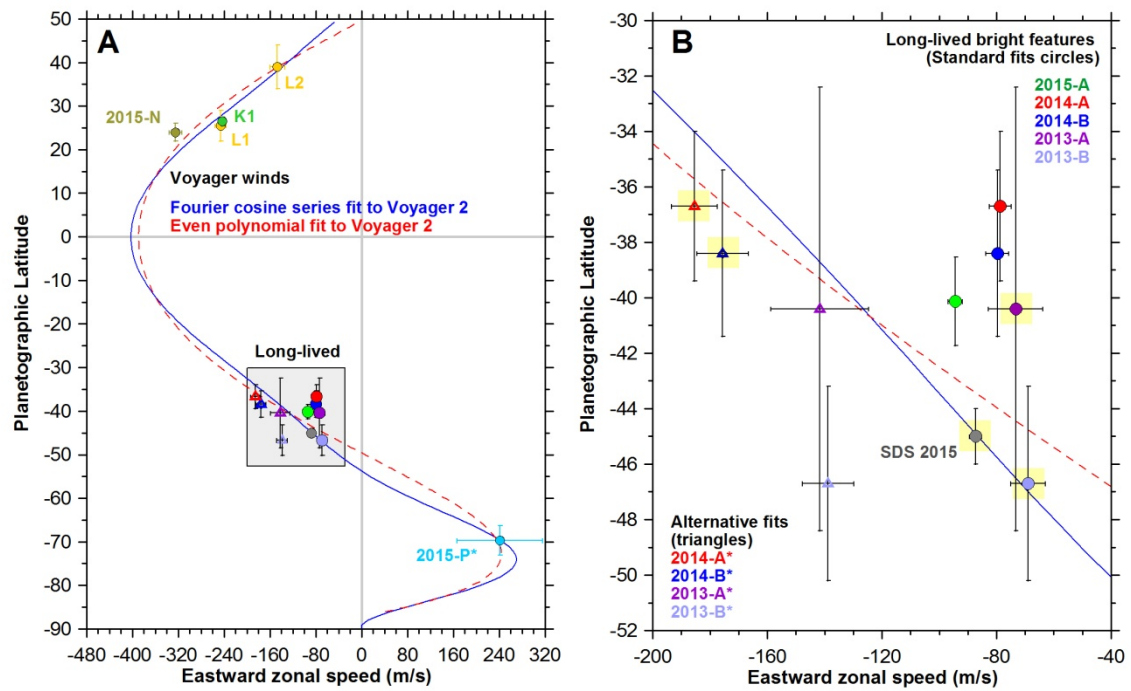 A
50
40
30
20
10
0
-10
-20
-30
-40
-50
-60
-70
-80
-90
Planetographic Latitude
L2
2015-N
K1
L1
Voyager winds
Fourier cosine series fit to Voyager 2
Even polynomial fit to Voyager 2
Long-lived
2015-P*
-480 -400 -320 -240 -160 -80 0 80 160 240 320
Eastward zonal speed (m/s)
B
-30
-32
-34
-36
-38
-40
-42
-44
-46
-48
-50
-52
Planetographic Latitude
Long-lived bright features
(Standard fits circles)
2015-A
2014-A
2014-B
2013-A
2013-B
SDS 2015
Alternative fits
(triangles)
2014-A*
2014-B*
2013-A*
2013-B*
-200 -160 -120 -80 -40
Eastward zonal speed (m/s)